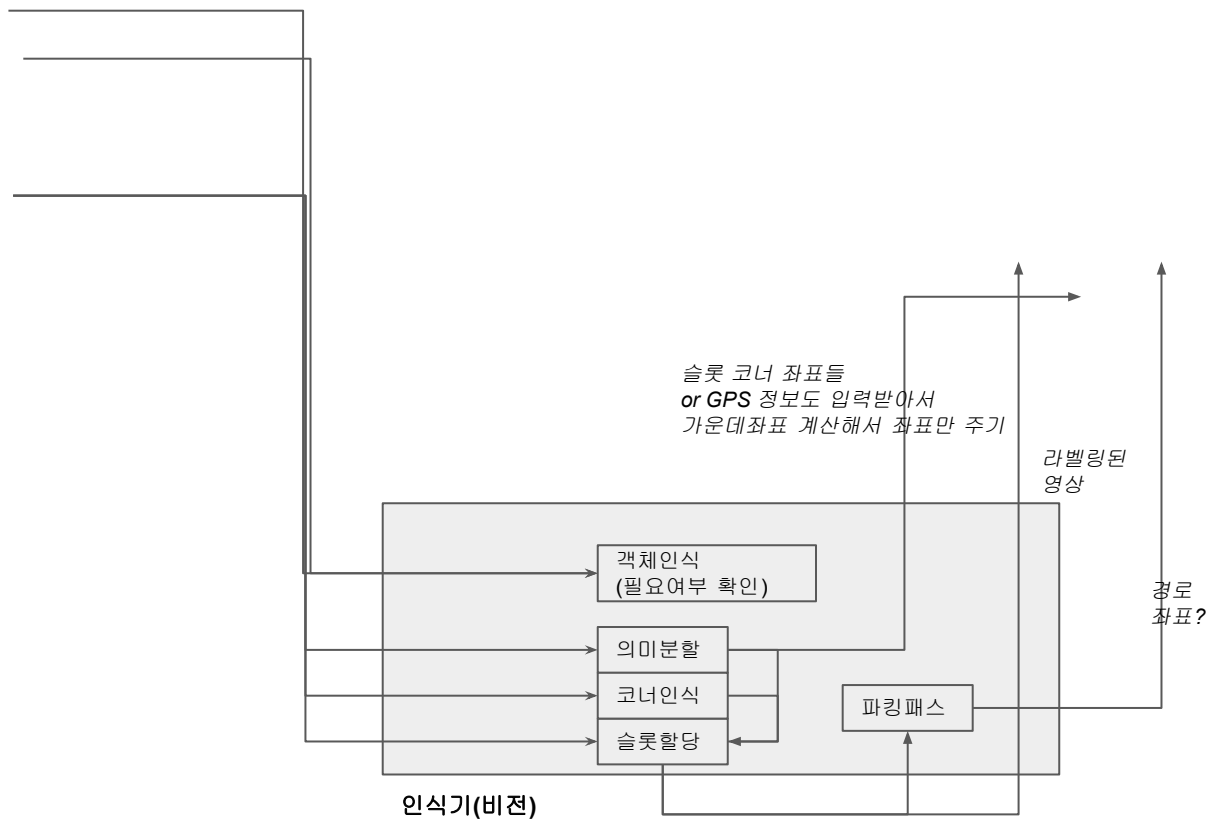 슬롯 코너 좌표들
or GPS 정보도 입력받아서
가운데좌표 계산해서 좌표만 주기
라벨링된
영상
객체인식
(필요여부 확인)
경로
좌표?
의미분할
코너인식
파킹패스
슬롯할당
인식기(비전)